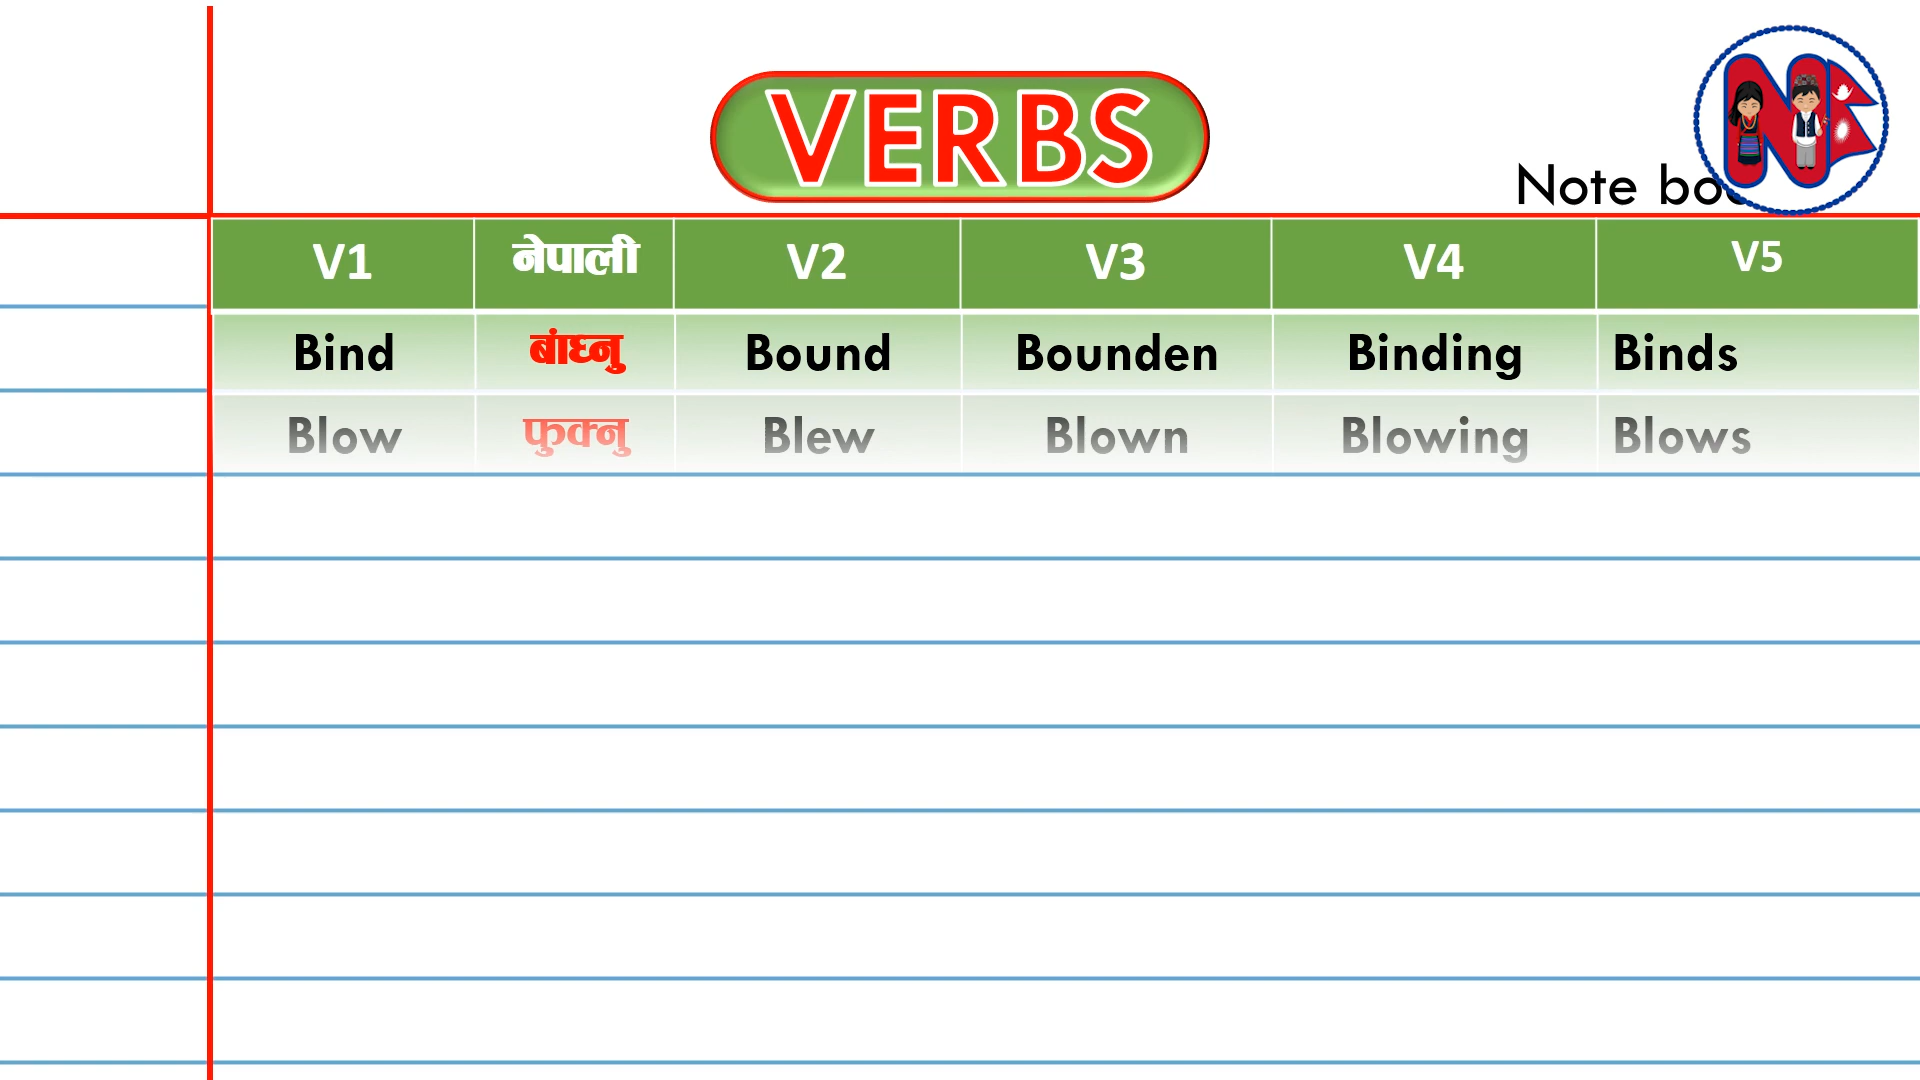 VERBS
Note bo
V1 नेपाली V2 V3 V4 V5
Bind बांध्नु Bound Bounden Binding Binds
Blow फुक्नु Blew Blown Blowing Blows